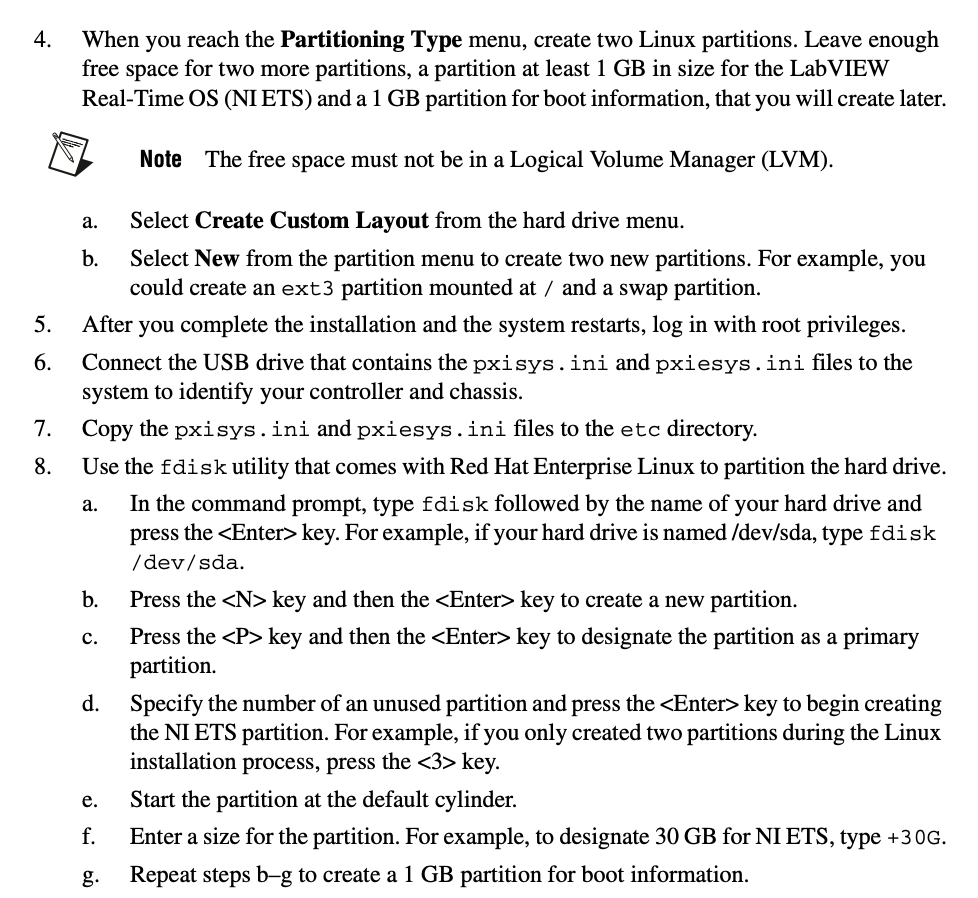 4. When you reach the Partitioning Type menu, create two Linux partitions. Leave enough
free space for two more partitions, a partition at least 1 GB in size for the LabVIEW
Real-Time OS (NI ETS) and a 1 GB partition for boot information, that you will create later.
Note The free space must not be in a Logical Volume Manager (LVM).
a. Select Create Custom Layout from the hard drive menu.
b. Select New from the partition menu to create two new partitions. For example, you
could create an ext3 partition mounted at / and a swap partition.
5. After you complete the installation and the system restarts, log in with root privileges.
6. Connect the USB drive that contains the pxisys.ini and pxiesys.ini files to the
system to identify your controller and chassis.
7. Copy the pxisys.ini and pxiesys.ini files to the etc directory.
8. Use the fdisk utility that comes with Red Hat Enterprise Linux to partition the hard drive.
a. In the command prompt, type fdisk followed by the name of your hard drive and
press the <Enter> key. For example, if your hard drive is named /dev/sda, type fdisk
/dev/sda.
b. Press the <N> key and then the <Enter> key to create a new partition.
c. Press the <P> key and then the <Enter> key to designate the partition as a primary
partition.
d. Specify the number of an unused partition and press the <Enter> key to begin creating
the NI ETS partition. For example, if you only created two partitions during the Linux
installation process, press the <3> key.
e. Start the partition at the default cylinder.
f. Enter a size for the partition. For example, to designate 30 GB for NI ETS, type +30G.
g. Repeat steps b–g to create a 1 GB partition for boot information.